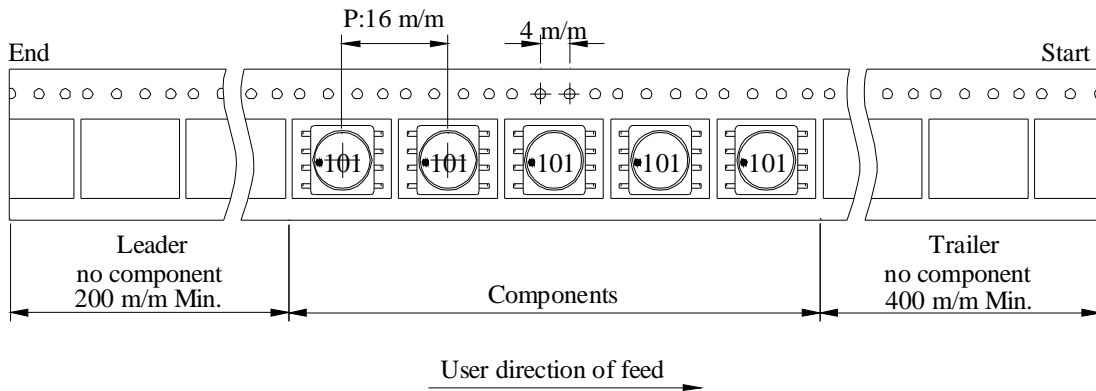 P:16 m/m
4 m/m
End
Start
101
101
101
101
101
Leader
no component
200 m/m Min.
Components
Trailer
no component
400 m/m Min.
User direction of feed